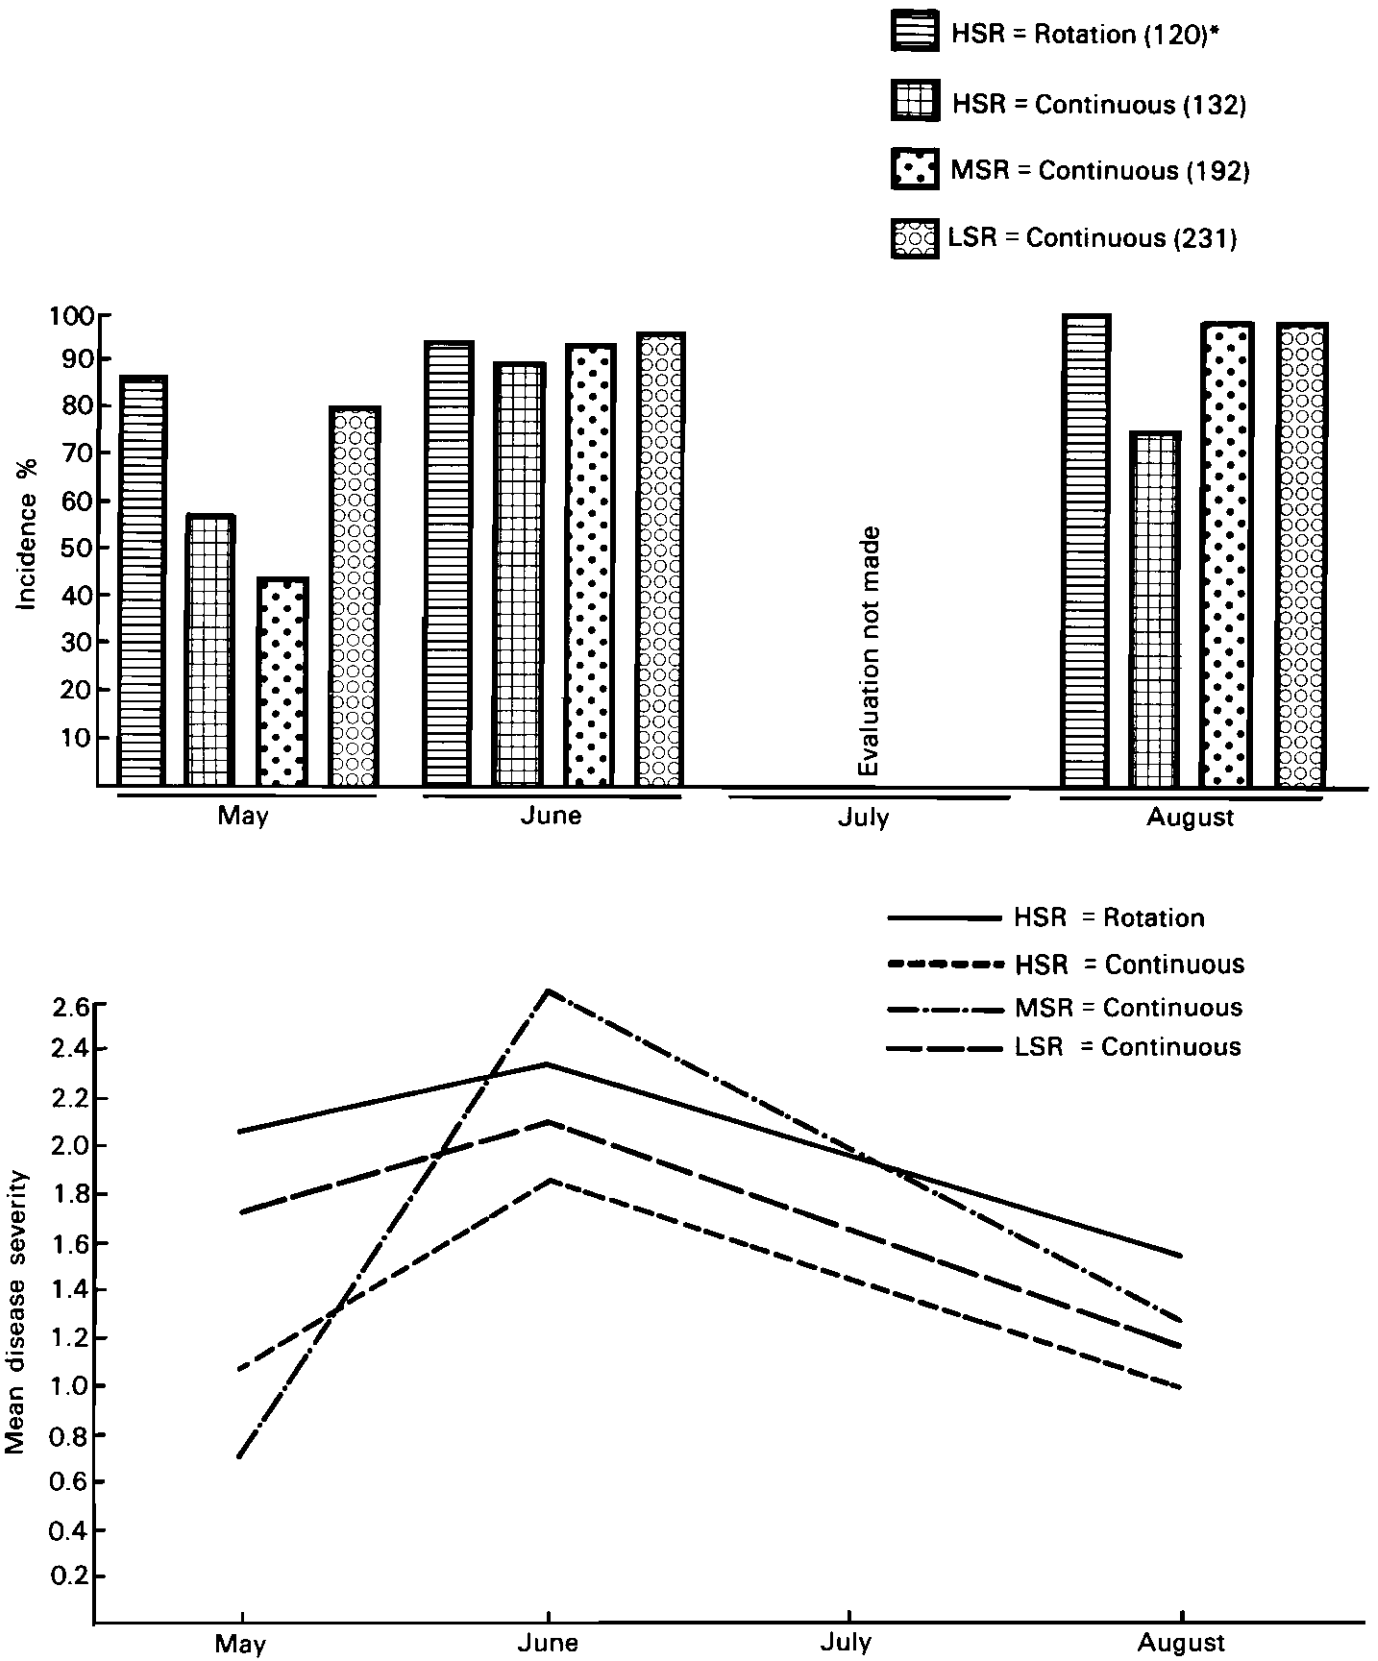 HSR = Rotation (120)*
HSR = Continuous (132)
MSR = Continuous (192)
LSR = Continuous (231)
100
90
80
70
60
50
40
30
20
10
Incidence %
Evaluation not made
May June July August
HSR = Rotation
HSR = Continuous
MSR = Continuous
LSR = Continuous
2.6
2.4
2.2
2.0
1.8
1.6
1.4
1.2
1.0
0.8
0.6
0.4
0.2
Mean disease severity
May June July August